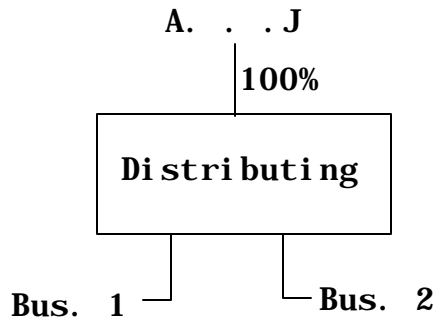 A. . .J
100%
Distributing
Bus. 1
Bus. 2